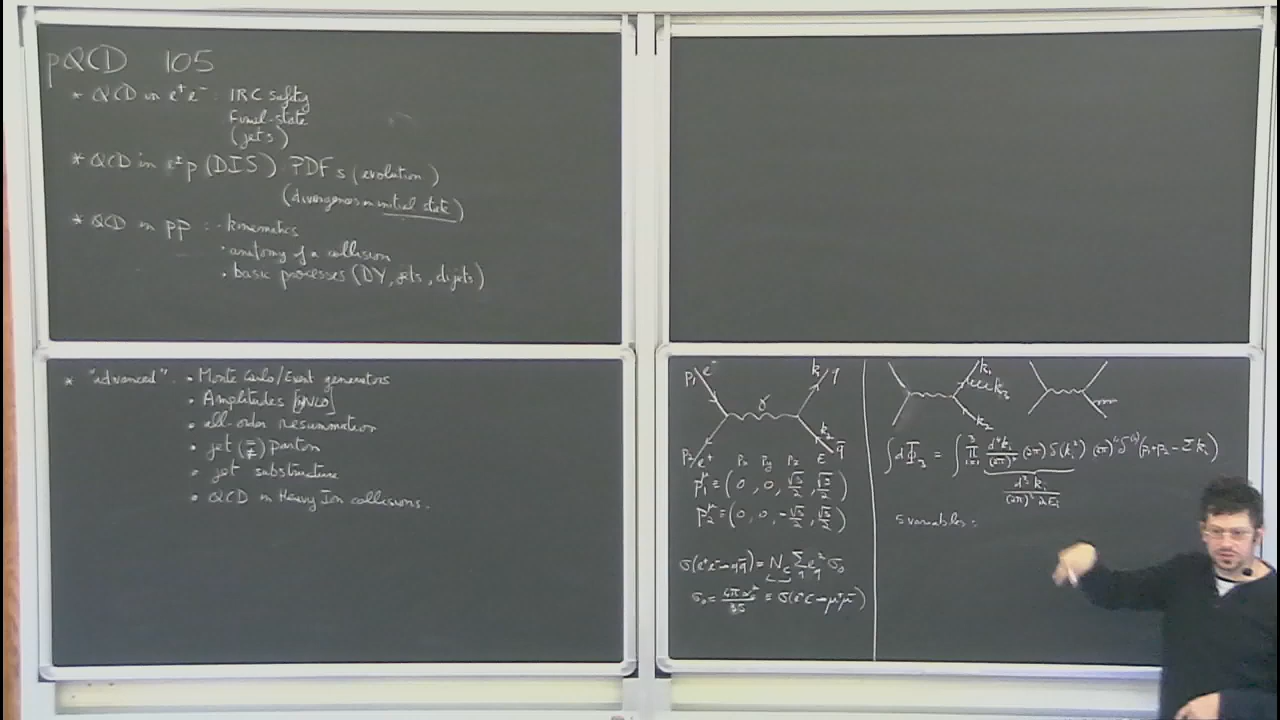 pQCD 105
* QCD in e⁺e⁻ : IRC safety
Final-state
(jets)
* QCD in e±p (DIS) PDFs (evolution)
(divergences in initial state)
* QCD in pp : - kinematics
• anatomy of a collision
• basic processes (DY, jets, dijets)
* "advanced". • Monte Carlo/Event generators
• Amplitudes [NNLO]
• all-order resummation
• jet (=/≠) parton
• jet substructure
• QCD in Heavy Ion collisions.
p₁ e⁻ γ k₁ q
p₂ e⁺ k₂ q̄
pₓ p_y p_z E
p₁^μ ≡ (0, 0, √s/2, √s/2)
p₂^μ ≡ (0, 0, -√s/2, √s/2)
σ(e⁺e⁻→qq̄) = N_c Σ_q e_q² σ₀
σ₀ = 4πα²/3s ≡ σ(e⁺e⁻→μ⁺μ⁻)
k₁ k₃ k₂
∫dΦ₃ = ∫ ∏_{i=1}^{3} d⁴k_i/(2π)⁴ (2π) δ(k_i²) (2π)⁴ δ⁽⁴⁾(p₁+p₂-Σk_i)
d³k_i/(2π)³ 2E_i
5 variables :